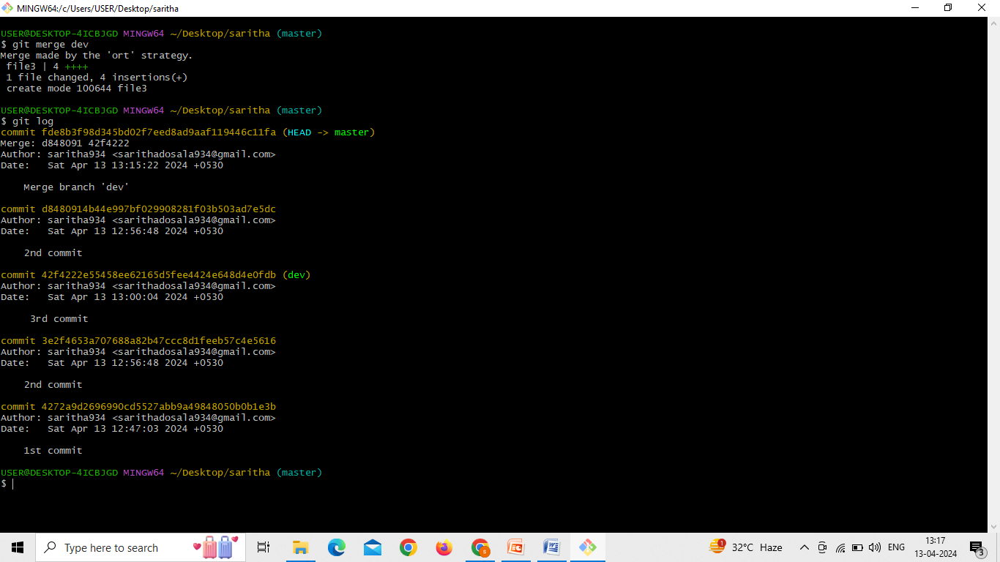 MINGW64:/c/Users/USER/Desktop/saritha
USER@DESKTOP-4ICBJGD MINGW64 ~/Desktop/saritha (master)
$ git merge dev
Merge made by the 'ort' strategy.
 file3 | 4 ++++
 1 file changed, 4 insertions(+)
 create mode 100644 file3
USER@DESKTOP-4ICBJGD MINGW64 ~/Desktop/saritha (master)
$ git log
commit fde8b3f98d345bd02f7eed8ad9aaf119446c11fa (HEAD -> master)
Merge: d848091 42f4222
Author: saritha934 <sarithadosala934@gmail.com>
Date:   Sat Apr 13 13:15:22 2024 +0530
    Merge branch 'dev'
commit d8480914b44e997bf029908281f03b503ad7e5dc
Author: saritha934 <sarithadosala934@gmail.com>
Date:   Sat Apr 13 12:56:48 2024 +0530
    2nd commit
commit 42f4222e55458ee62165d5fee4424e648d4e0fdb (dev)
Author: saritha934 <sarithadosala934@gmail.com>
Date:   Sat Apr 13 13:00:04 2024 +0530
     3rd commit
commit 3e2f4653a707688a82b47ccc8d1feeb57c4e5616
Author: saritha934 <sarithadosala934@gmail.com>
Date:   Sat Apr 13 12:56:48 2024 +0530
    2nd commit
commit 4272a9d2696990cd5527abb9a49848050b0b1e3b
Author: saritha934 <sarithadosala934@gmail.com>
Date:   Sat Apr 13 12:47:03 2024 +0530
    1st commit
USER@DESKTOP-4ICBJGD MINGW64 ~/Desktop/saritha (master)
$
Type here to search
1
32°C Haze
ENG
13:17
13-04-2024
3